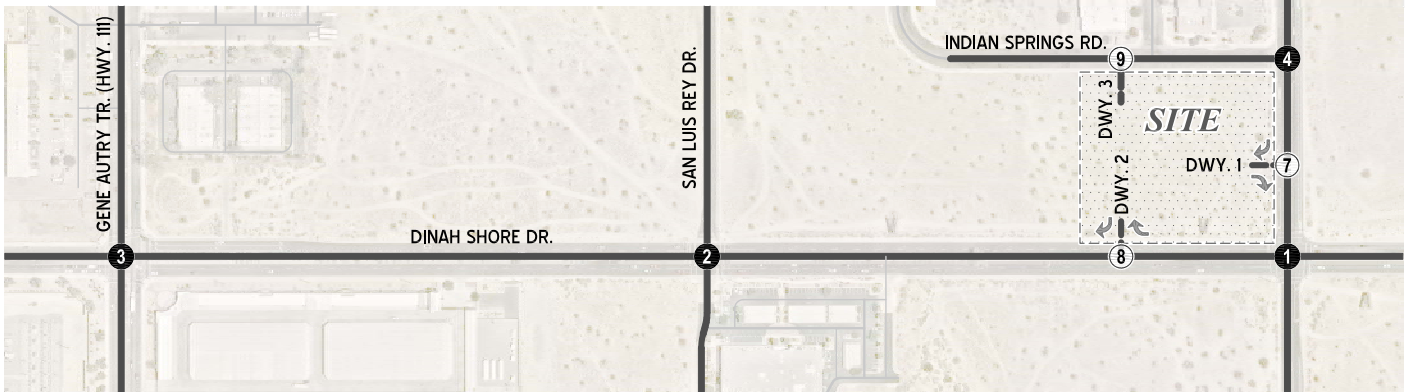 GENE AUTRY TR. (HWY. 111)
SAN LUIS REY DR.
INDIAN SPRINGS RD.
9
4
DWY. 3
SITE
DWY. 1
7
DWY. 2
DINAH SHORE DR.
3
2
8
1